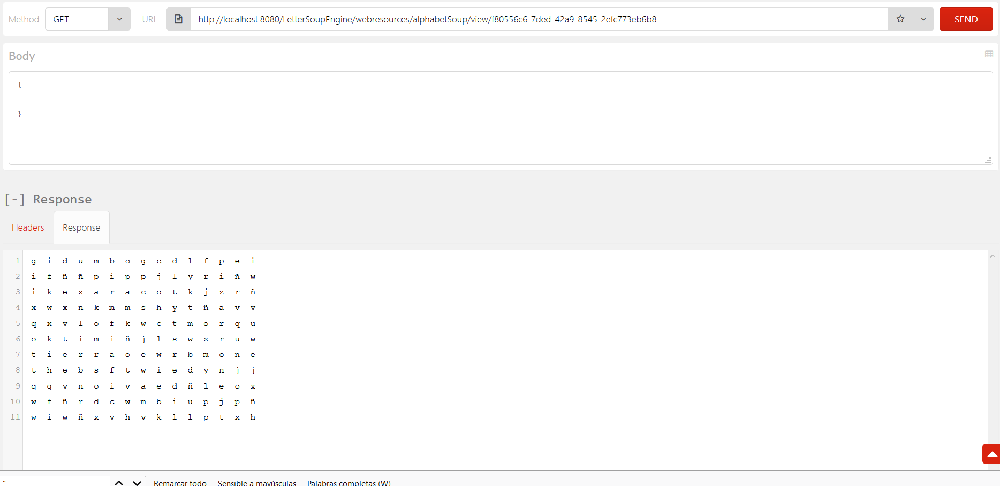 Method GET URL http://localhost:8080/LetterSoupEngine/webresources/alphabetSoup/view/f80556c6-7ded-42a9-8545-2efc773eb6b8 SEND
Body
{
}
[-] Response
Headers Response
1 g i d u m b o g c d l f p e i
2 i f ñ ñ p i p p j l y r i ñ w
3 i k e x a r a c o t k j z r ñ
4 x w x n k m m s h y t ñ a v v
5 q x v l o f k w c t m o r q u
6 o k t i m i ñ j l s w x r u w
7 t i e r r a o e w r b m o n e
8 t h e b s f t w i e d y n j j
9 q g v n o i v a e d ñ l e o x
10 w f ñ r d c w m b i u p j p ñ
11 w i w ñ x v h v k l l p t x h
" Remarcar todo Sensible a mayúsculas Palabras completas (W)